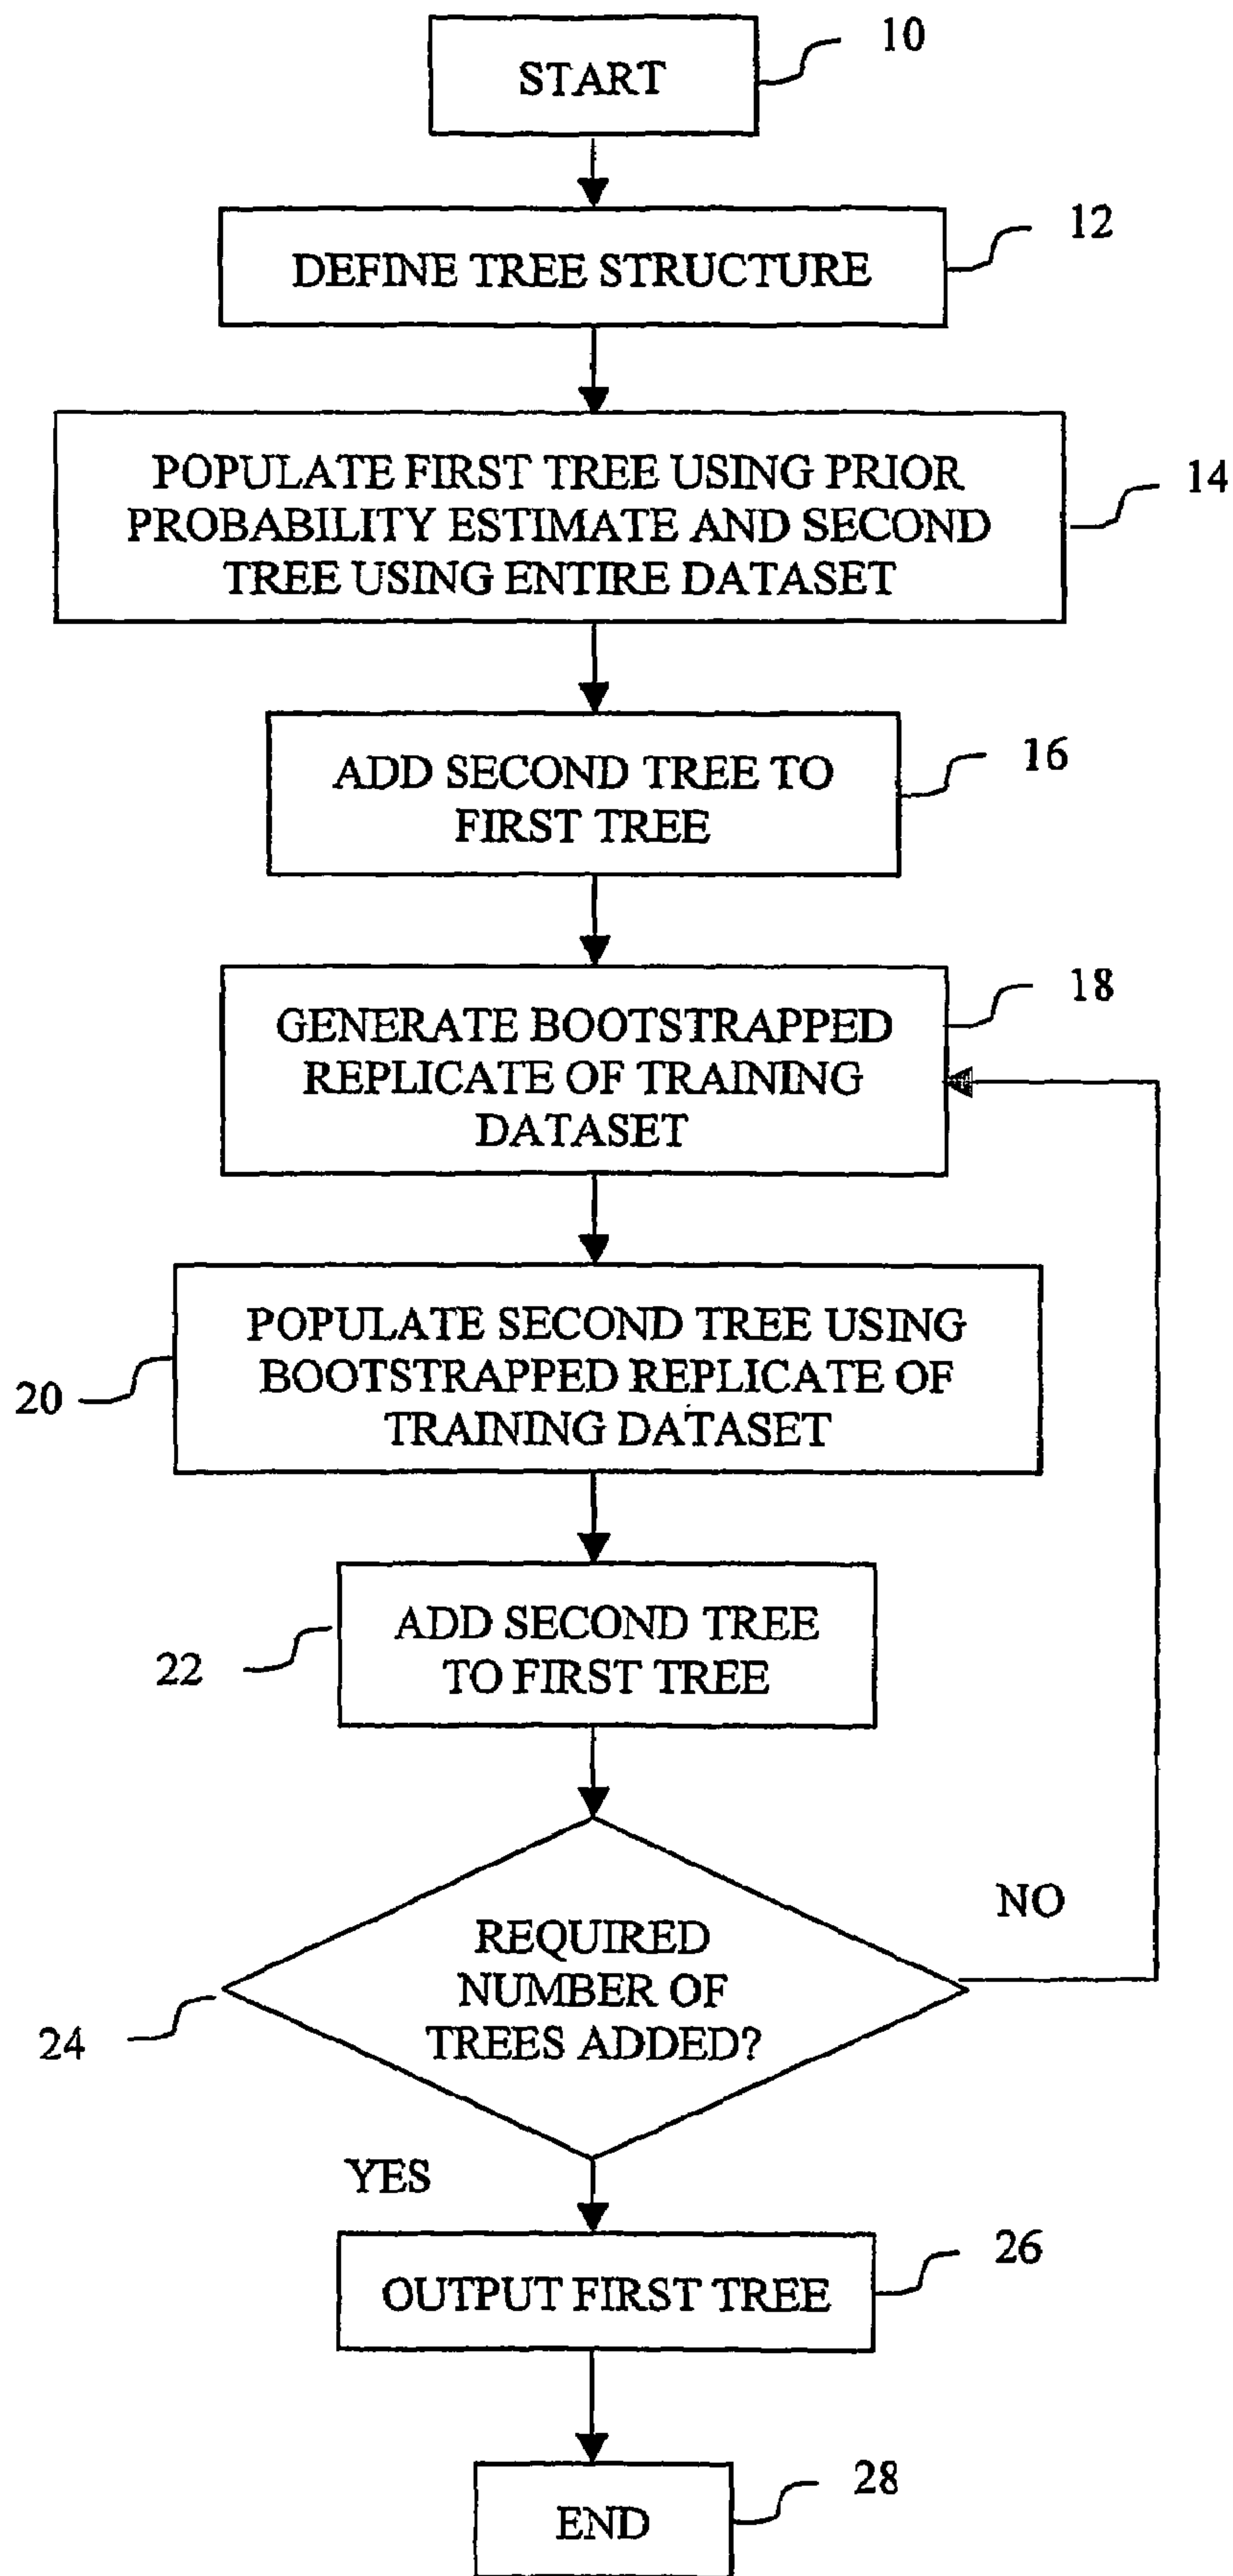 10
START
12
DEFINE TREE STRUCTURE
14
POPULATE FIRST TREE USING PRIOR
PROBABILITY ESTIMATE AND SECOND
TREE USING ENTIRE DATASET
16
ADD SECOND TREE TO
FIRST TREE
18
GENERATE BOOTSTRAPPED
REPLICATE OF TRAINING
DATASET
POPULATE SECOND TREE USING
BOOTSTRAPPED REPLICATE OF
TRAINING DATASET
20
ADD SECOND TREE
TO FIRST TREE
22
NO
REQUIRED
NUMBER OF
TREES ADDED?
24
YES
26
OUTPUT FIRST TREE
28
END